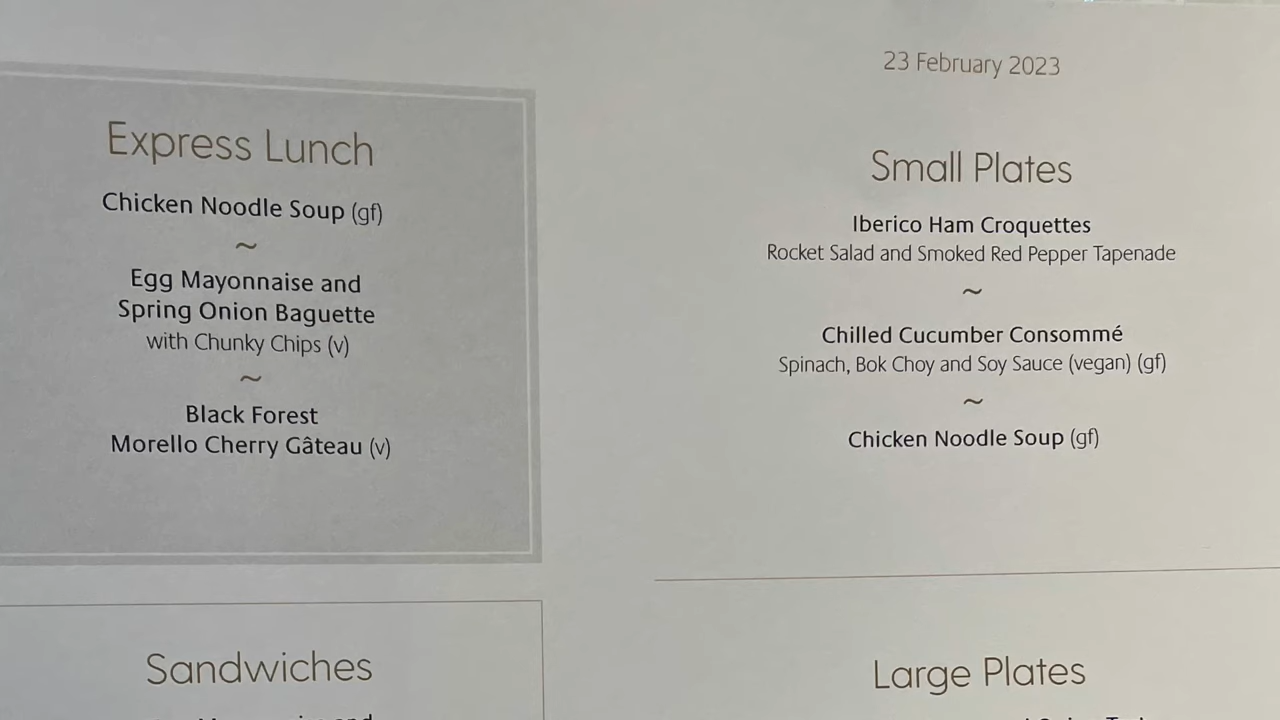 Express Lunch
Chicken Noodle Soup (gf)
~
Egg Mayonnaise and
Spring Onion Baguette
with Chunky Chips (v)
~
Black Forest
Morello Cherry Gâteau (v)
Sandwiches
23 February 2023
Small Plates
Iberico Ham Croquettes
Rocket Salad and Smoked Red Pepper Tapenade
~
Chilled Cucumber Consommé
Spinach, Bok Choy and Soy Sauce (vegan) (gf)
~
Chicken Noodle Soup (gf)
Large Plates